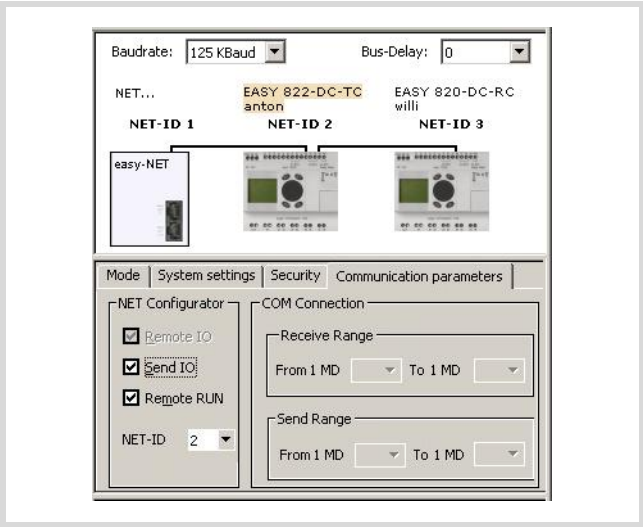 Baudrate: 125 KBaud Bus-Delay: 0
NET... EASY 822-DC-TC EASY 820-DC-RC
anton willi
NET-ID 1 NET-ID 2 NET-ID 3
easy-NET
Mode System settings Security Communication parameters
NET Configurator COM Connection
Remote IO Receive Range
Send IO From 1 MD To 1 MD
Remote RUN
Send Range
NET-ID 2
From 1 MD To 1 MD